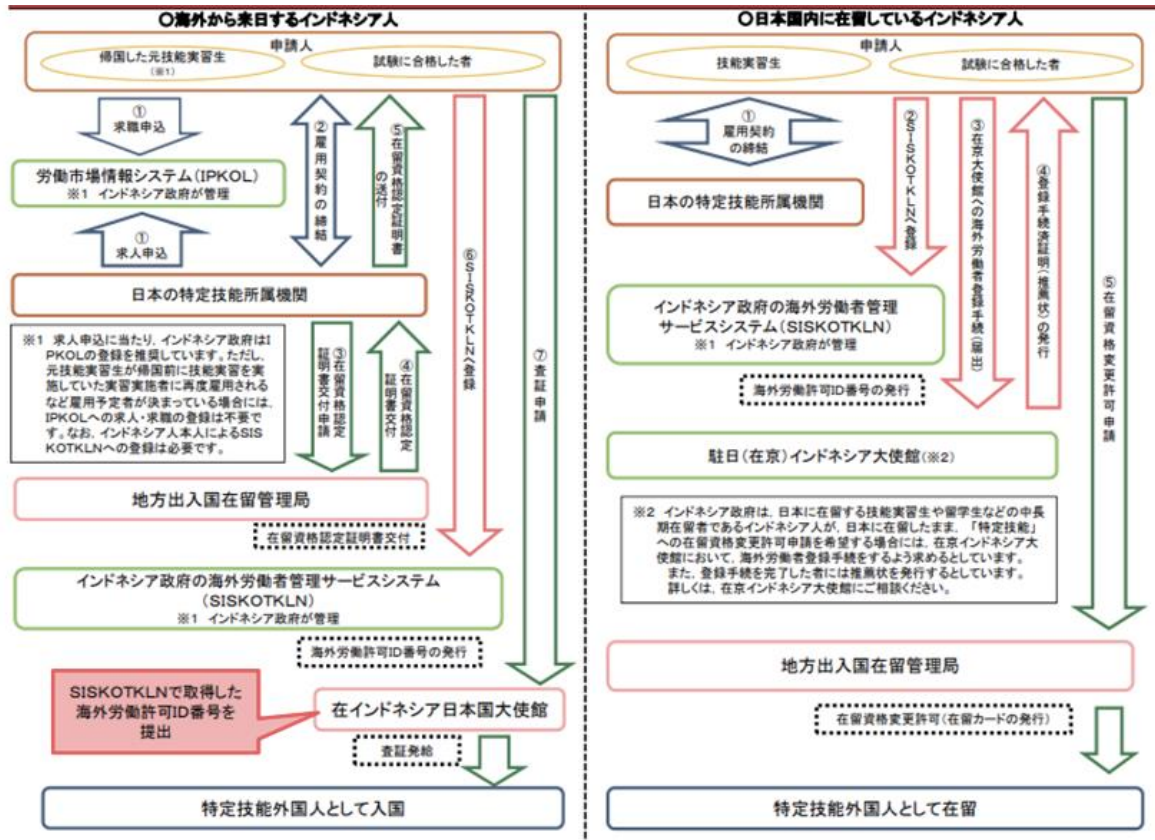 ○海外から来日するインドネシア人
申請人
帰国した元技能実習生
(※1)
試験に合格した者
①
求職申込
②雇用契約の締結
⑤在留資格認定証明書
の送付
⑥SISKOTKLNへ登録
⑦査証申請
労働市場情報システム(IPKOL)
※1 インドネシア政府が管理
①
求人申込
日本の特定技能所属機関
※1 求人申込に当たり,インドネシア政府はI
PKOLの登録を推奨しています。ただし,
元技能実習生が帰国前に技能実習を実
施していた実習実施者に再度雇用される
など雇用予定者が決まっている場合には,
IPKOLへの求人・求職の登録は不要で
す。なお,インドネシア人本人によるSIS
KOTKLNへの登録は必要です。
③在留資格認定
証明書交付申請
④在留資格認定
証明書交付
地方出入国在留管理局
在留資格認定証明書交付
インドネシア政府の海外労働者管理サービスシステム
(SISKOTKLN)
※1 インドネシア政府が管理
海外労働許可ID番号の発行
SISKOTKLNで取得した
海外労働許可ID番号を
提出
在インドネシア日本国大使館
査証発給
特定技能外国人として入国
○日本国内に在留しているインドネシア人
申請人
技能実習生
試験に合格した者
①
雇用契約
の締結
②SISKOTKLNへ登録
③在京大使館への海外労働者登録手続(届出)
④登録手続済証明(推薦状)の発行
⑤在留資格変更許可申請
日本の特定技能所属機関
インドネシア政府の海外労働者管理
サービスシステム(SISKOTKLN)
※1 インドネシア政府が管理
海外労働許可ID番号の発行
駐日(在京)インドネシア大使館(※2)
※2 インドネシア政府は,日本に在留する技能実習生や留学生などの中長
期在留者であるインドネシア人が,日本に在留したまま,「特定技能」
への在留資格変更許可申請を希望する場合には,在京インドネシア大
使館において,海外労働者登録手続をするよう求めるとしています。
また,登録手続を完了した者には推薦状を発行するとしています。
詳しくは,在京インドネシア大使館にご相談ください。
地方出入国在留管理局
在留資格変更許可(在留カードの発行)
特定技能外国人として在留